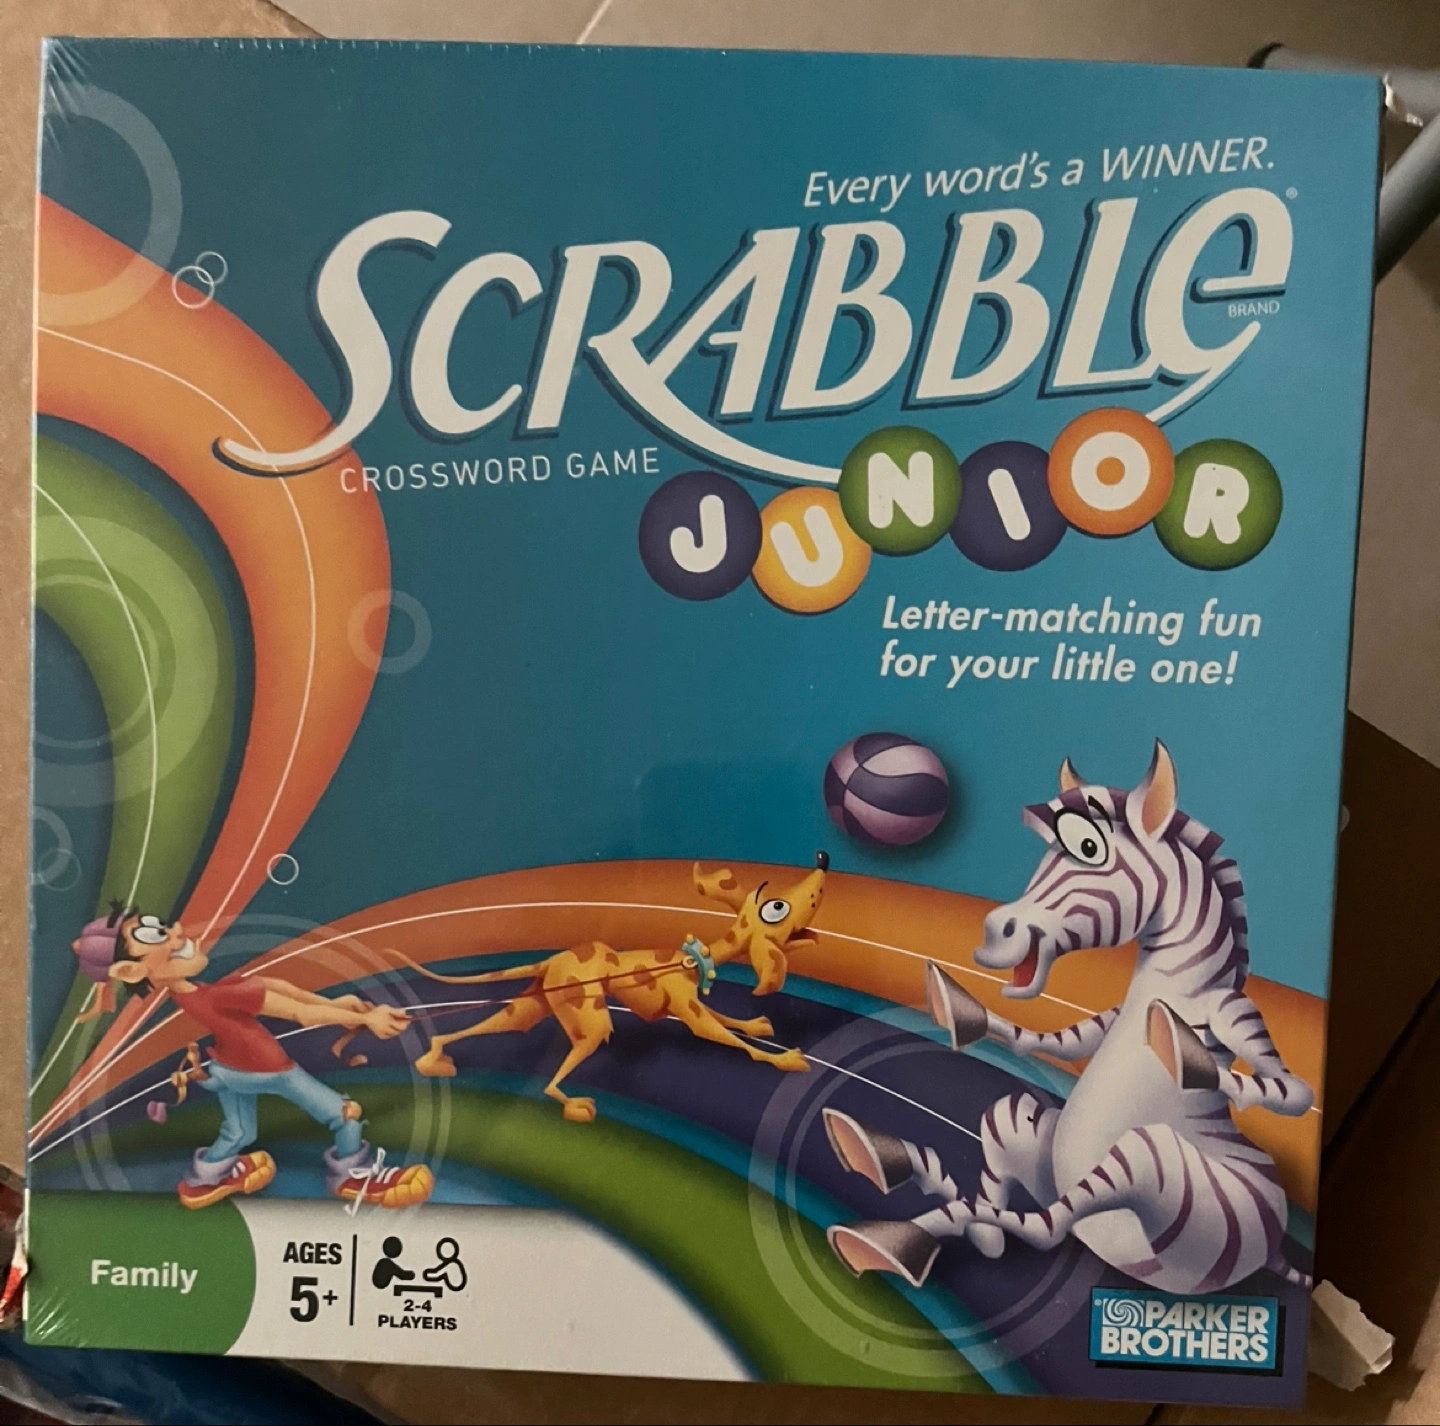 Every word's a WINNER.
SCRABBLe®
BRAND
CROSSWORD GAME
JUNIOR
Letter-matching fun
for your little one!
Family
AGES
5+
2-4
PLAYERS
PARKER
BROTHERS